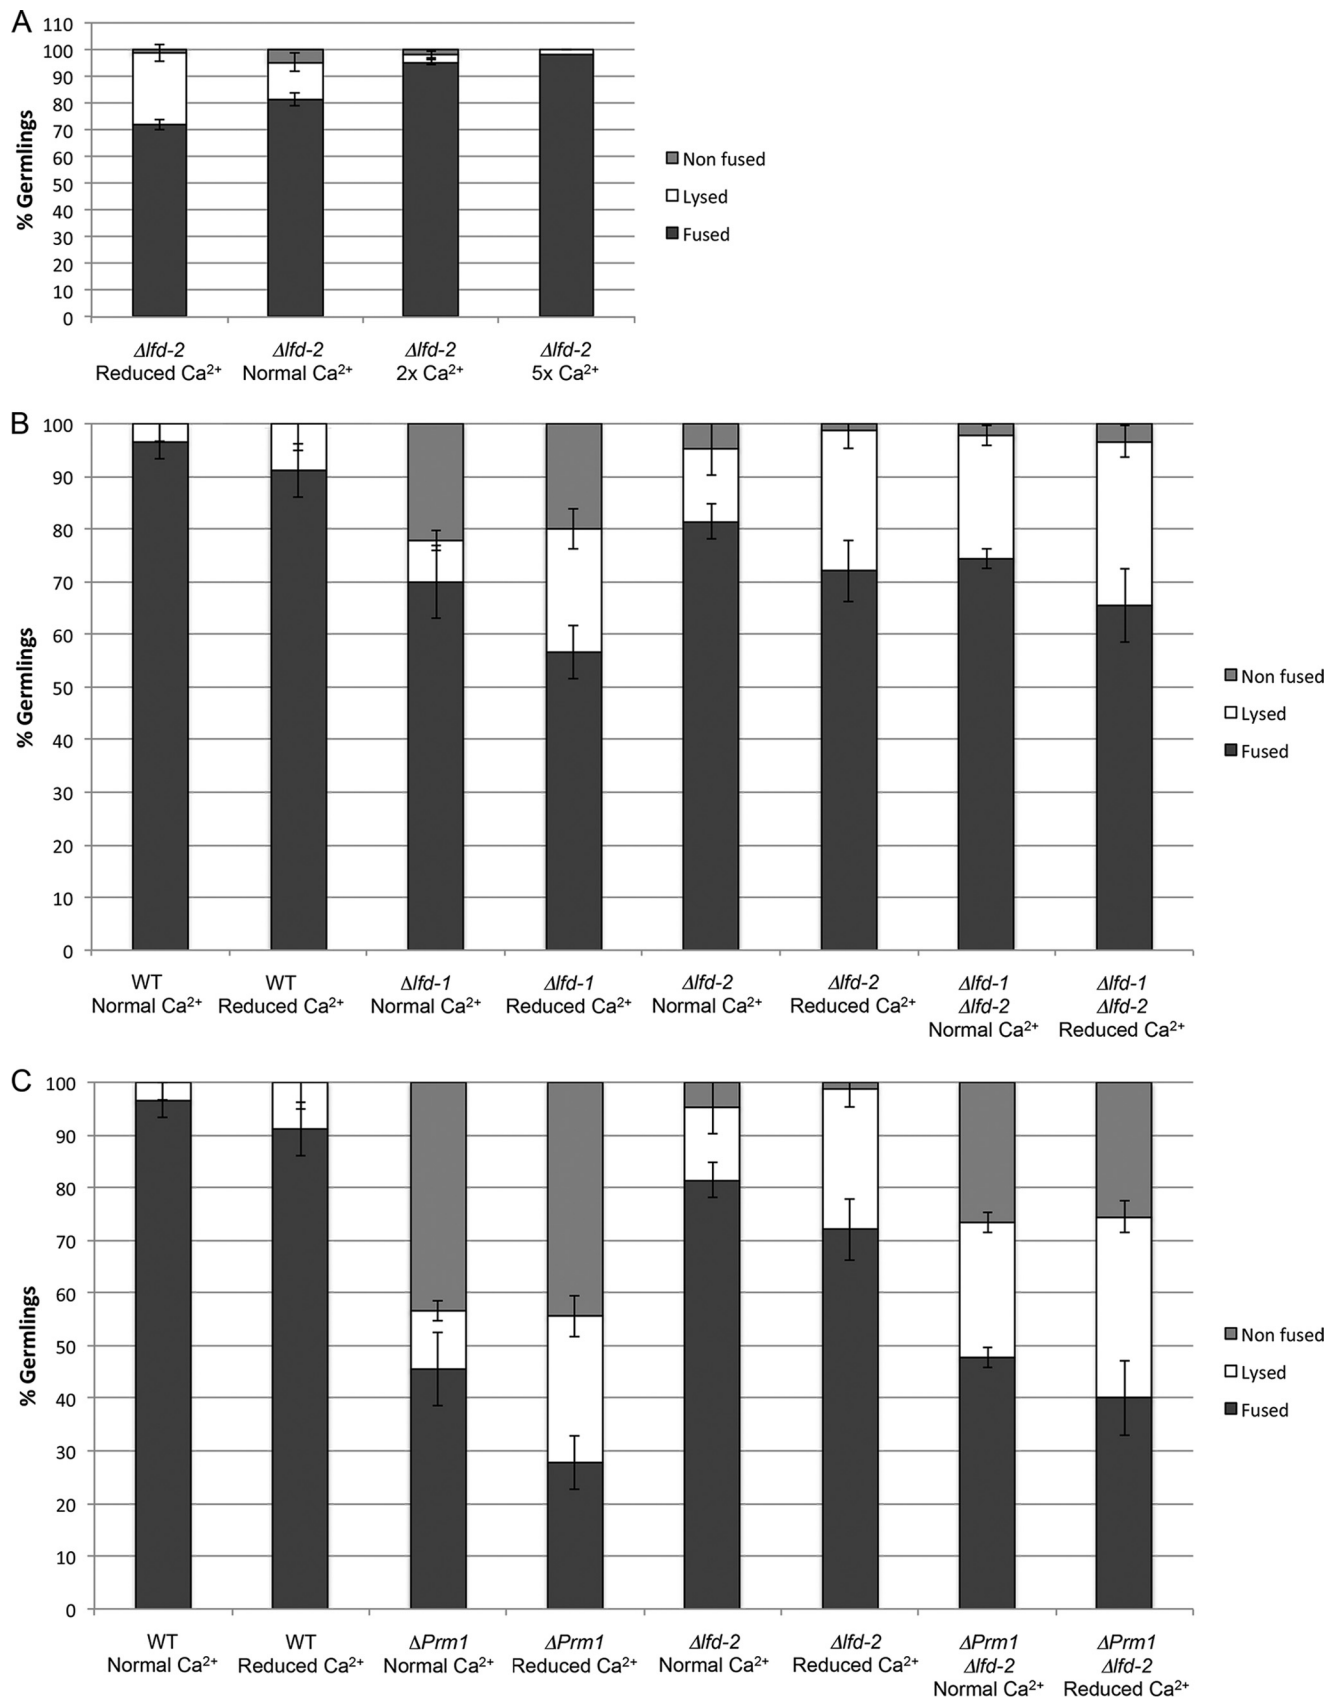 A
110
100
90
80
70
60
50
40
30
20
10
0
% Germlings
Δlfd-2
Reduced Ca²⁺
Δlfd-2
Normal Ca²⁺
Δlfd-2
2x Ca²⁺
Δlfd-2
5x Ca²⁺
Non fused
Lysed
Fused
B
100
90
80
70
60
50
40
30
20
10
0
% Germlings
WT
Normal Ca²⁺
WT
Reduced Ca²⁺
Δlfd-1
Normal Ca²⁺
Δlfd-1
Reduced Ca²⁺
Δlfd-2
Normal Ca²⁺
Δlfd-2
Reduced Ca²⁺
Δlfd-1
Δlfd-2
Normal Ca²⁺
Δlfd-1
Δlfd-2
Reduced Ca²⁺
Non fused
Lysed
Fused
C
100
90
80
70
60
50
40
30
20
10
0
% Germlings
WT
Normal Ca²⁺
WT
Reduced Ca²⁺
ΔPrm1
Normal Ca²⁺
ΔPrm1
Reduced Ca²⁺
Δlfd-2
Normal Ca²⁺
Δlfd-2
Reduced Ca²⁺
ΔPrm1
Δlfd-2
Normal Ca²⁺
ΔPrm1
Δlfd-2
Reduced Ca²⁺
Non fused
Lysed
Fused